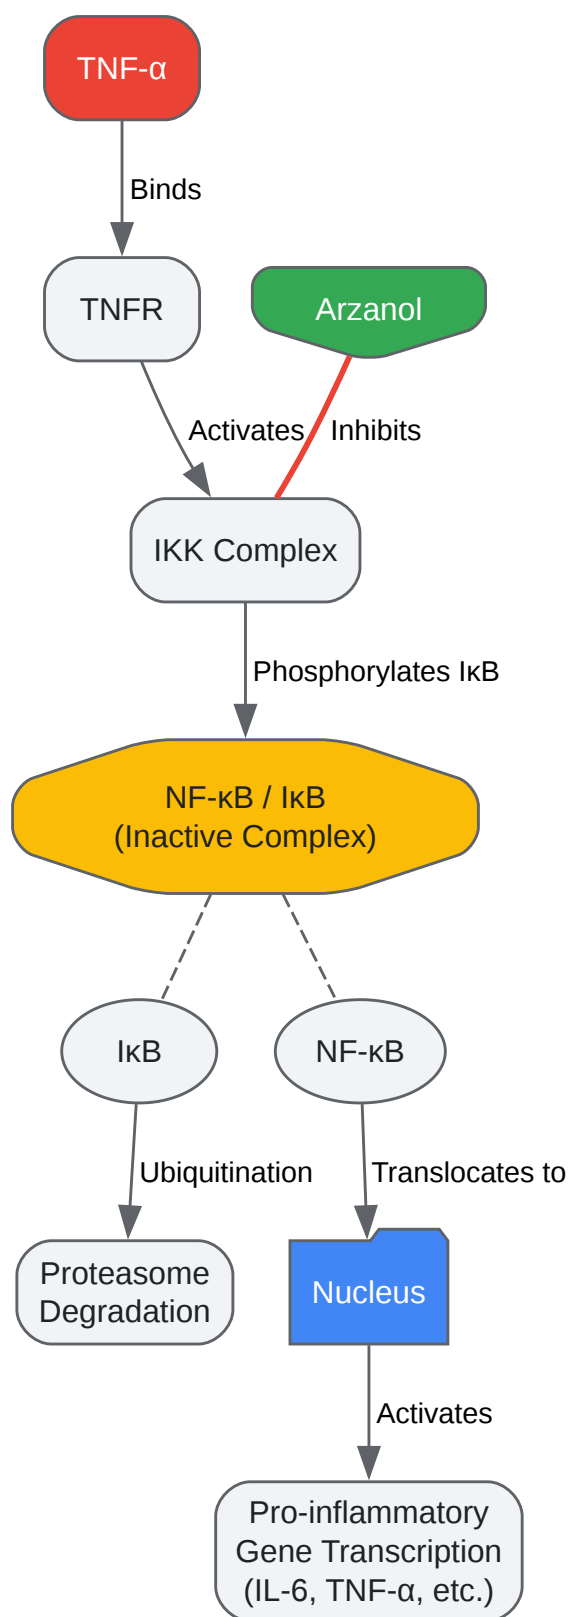 TNF-α
Binds
TNFR
Arzanol
Activates
Inhibits
IKK Complex
Phosphorylates IκB
NF-κB / IκB
(Inactive Complex)
IκB
NF-κB
Ubiquitination
Translocates to
Proteasome
Degradation
Nucleus
Activates
Pro-inflammatory
Gene Transcription
(IL-6, TNF-α, etc.)